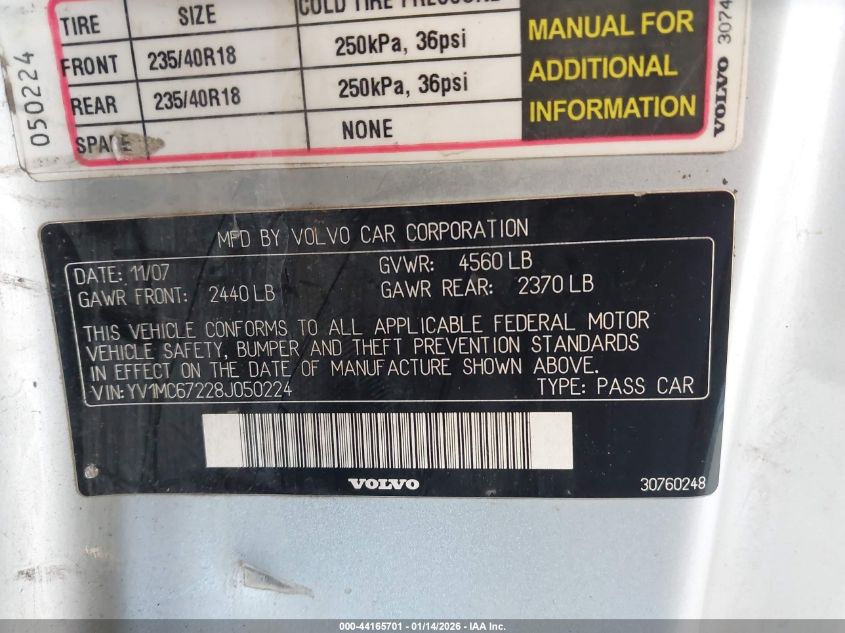 TIRE SIZE COLD TIRE PRESSURE
FRONT 235/40R18 250kPa, 36psi
REAR 235/40R18 250kPa, 36psi
SPARE NONE
MANUAL FOR
ADDITIONAL
INFORMATION
050224
VOLVO 3074
MFD BY VOLVO CAR CORPORATION
DATE: 11/07 GVWR: 4560 LB
GAWR FRONT: 2440 LB GAWR REAR: 2370 LB
THIS VEHICLE CONFORMS TO ALL APPLICABLE FEDERAL MOTOR
VEHICLE SAFETY, BUMPER AND THEFT PREVENTION STANDARDS
IN EFFECT ON THE DATE OF MANUFACTURE SHOWN ABOVE.
VIN: YV1MC67228J050224 TYPE: PASS CAR
VOLVO 30760248
000-44165701 - 01/14/2026 - IAA Inc.